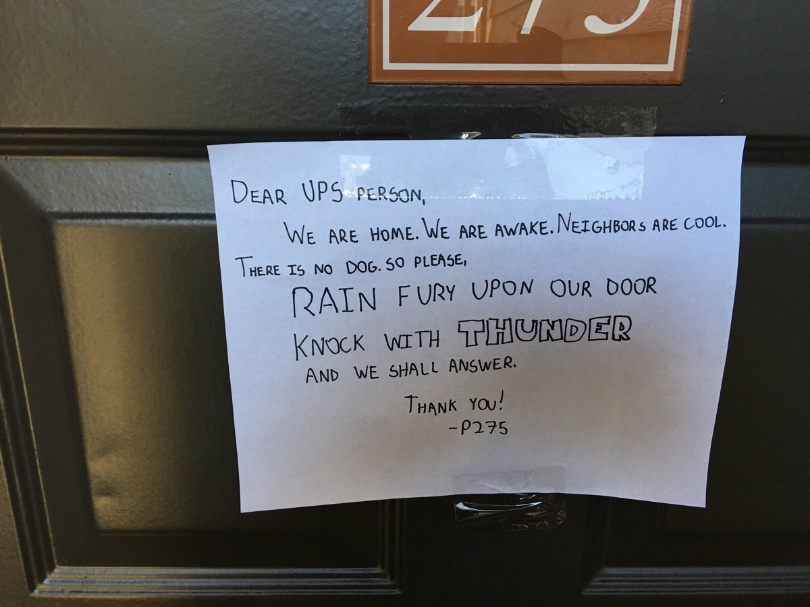 275
DEAR UPS PERSON,
WE ARE HOME. WE ARE AWAKE. NEIGHBORS ARE COOL.
THERE IS NO DOG. SO PLEASE,
RAIN FURY UPON OUR DOOR
KNOCK WITH THUNDER
AND WE SHALL ANSWER.
THANK YOU!
-P275